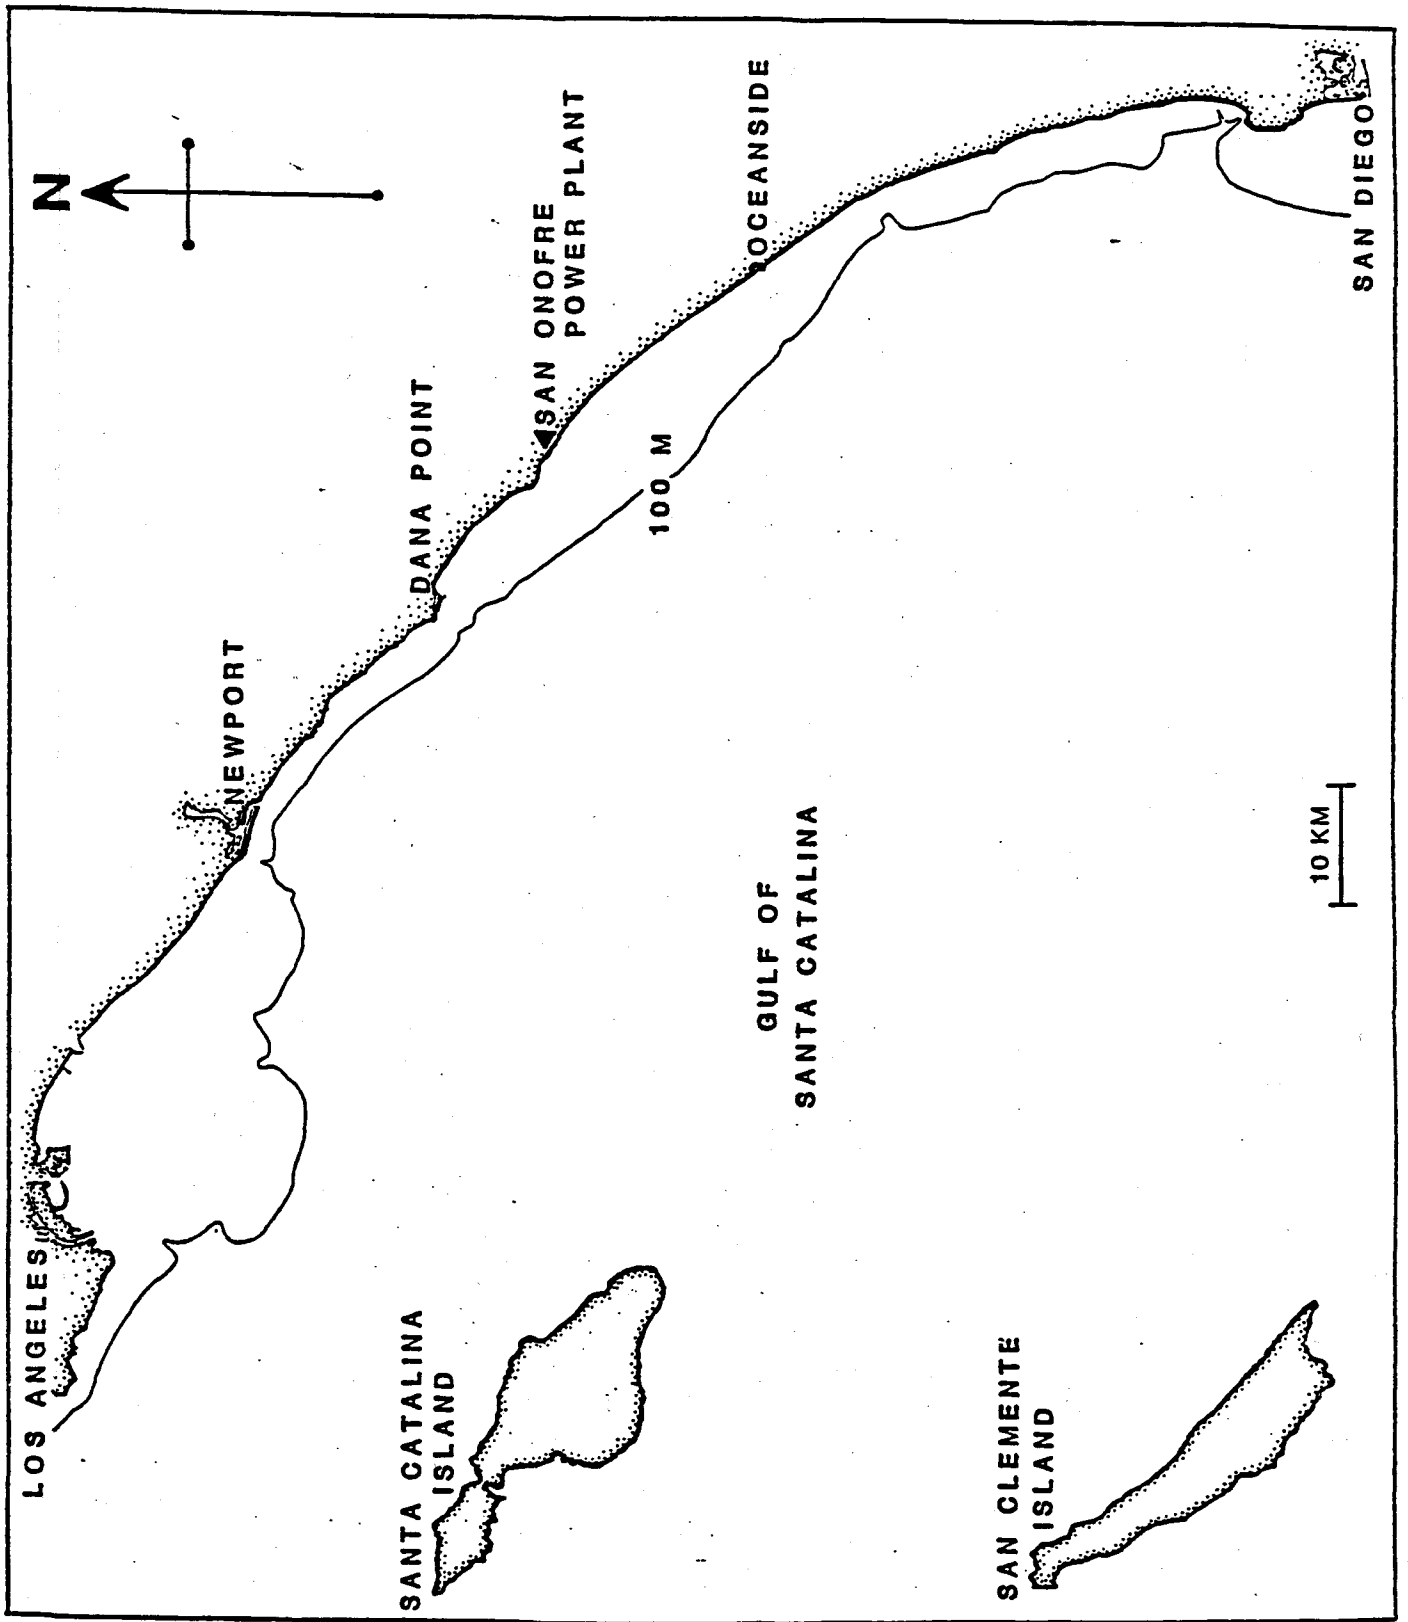 N
LOS ANGELES
NEWPORT
DANA POINT
SAN ONOFRE
POWER PLANT
OCEANSIDE
SAN DIEGO
100 M
SANTA CATALINA
ISLAND
GULF OF
SANTA CATALINA
SAN CLEMENTE
ISLAND
10 KM